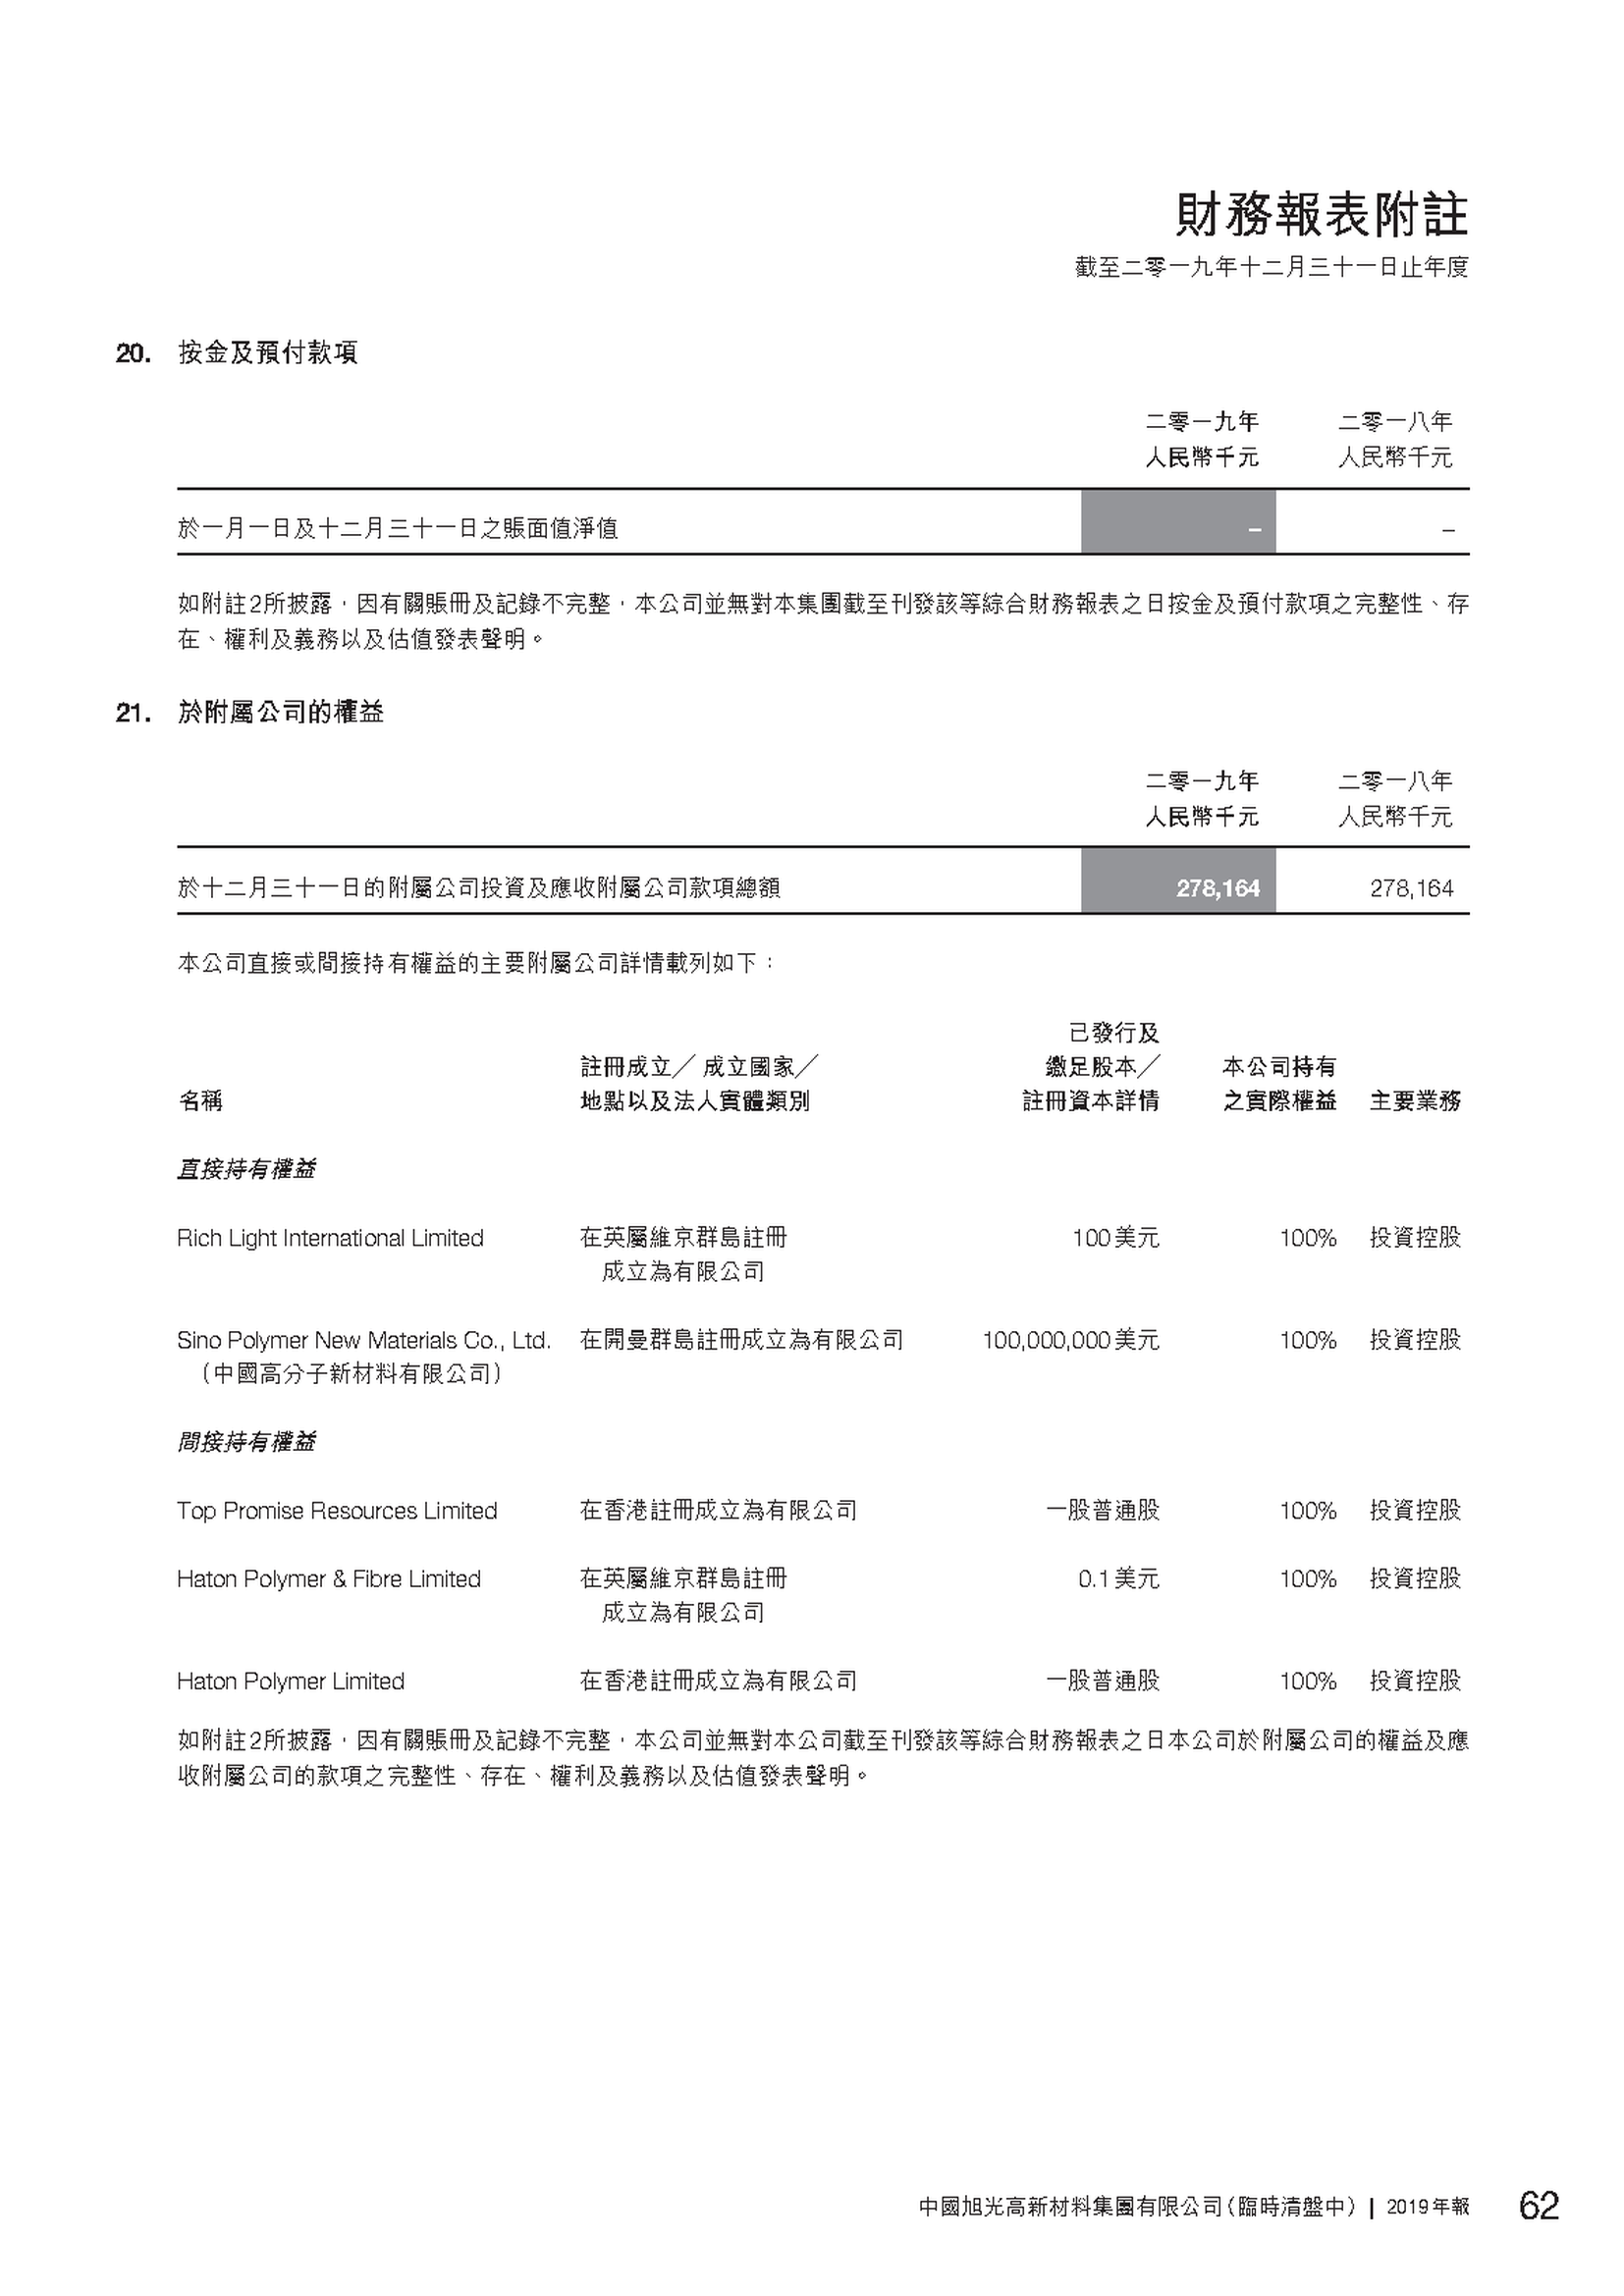 財務報表附註
截至二零一九年十二月三十一日止年度
20. 按金及預付款項
二零一九年 二零一八年
人民幣千元 人民幣千元
於一月一日及十二月三十一日之賬面值淨值 – –
如附註2所披露，因有關賬冊及記錄不完整，本公司並無對本集團截至刊發該等綜合財務報表之日按金及預付款項之完整性、存
在、權利及義務以及估值發表聲明。
21. 於附屬公司的權益
二零一九年 二零一八年
人民幣千元 人民幣千元
於十二月三十一日的附屬公司投資及應收附屬公司款項總額 278,164 278,164
本公司直接或間接持有權益的主要附屬公司詳情載列如下：
已發行及
註冊成立╱成立國家╱ 繳足股本╱ 本公司持有
名稱 地點以及法人實體類別 註冊資本詳情 之實際權益 主要業務
直接持有權益
Rich Light International Limited 在英屬維京群島註冊 100美元 100% 投資控股
成立為有限公司
Sino Polymer New Materials Co., Ltd. 在開曼群島註冊成立為有限公司 100,000,000美元 100% 投資控股
（中國高分子新材料有限公司）
間接持有權益
Top Promise Resources Limited 在香港註冊成立為有限公司 一股普通股 100% 投資控股
Haton Polymer & Fibre Limited 在英屬維京群島註冊 0.1美元 100% 投資控股
成立為有限公司
Haton Polymer Limited 在香港註冊成立為有限公司 一股普通股 100% 投資控股
如附註2所披露，因有關賬冊及記錄不完整，本公司並無對本公司截至刊發該等綜合財務報表之日本公司於附屬公司的權益及應
收附屬公司的款項之完整性、存在、權利及義務以及估值發表聲明。
中國旭光高新材料集團有限公司（臨時清盤中） | 2019年報 62